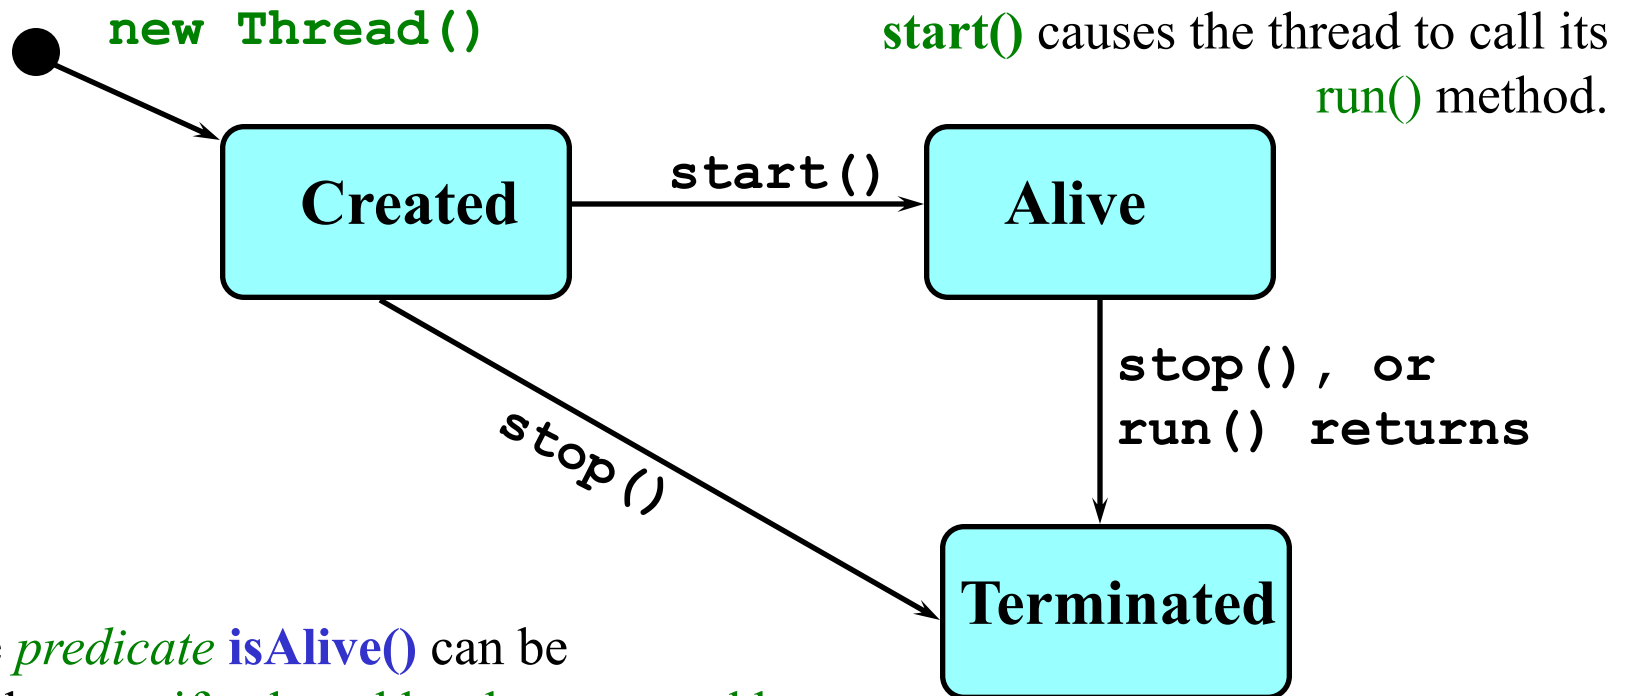 new Thread()
start() causes the thread to call its
run() method.
Created
start()
Alive
stop(), or
run() returns
stop()
Terminated
predicate isAlive() can be